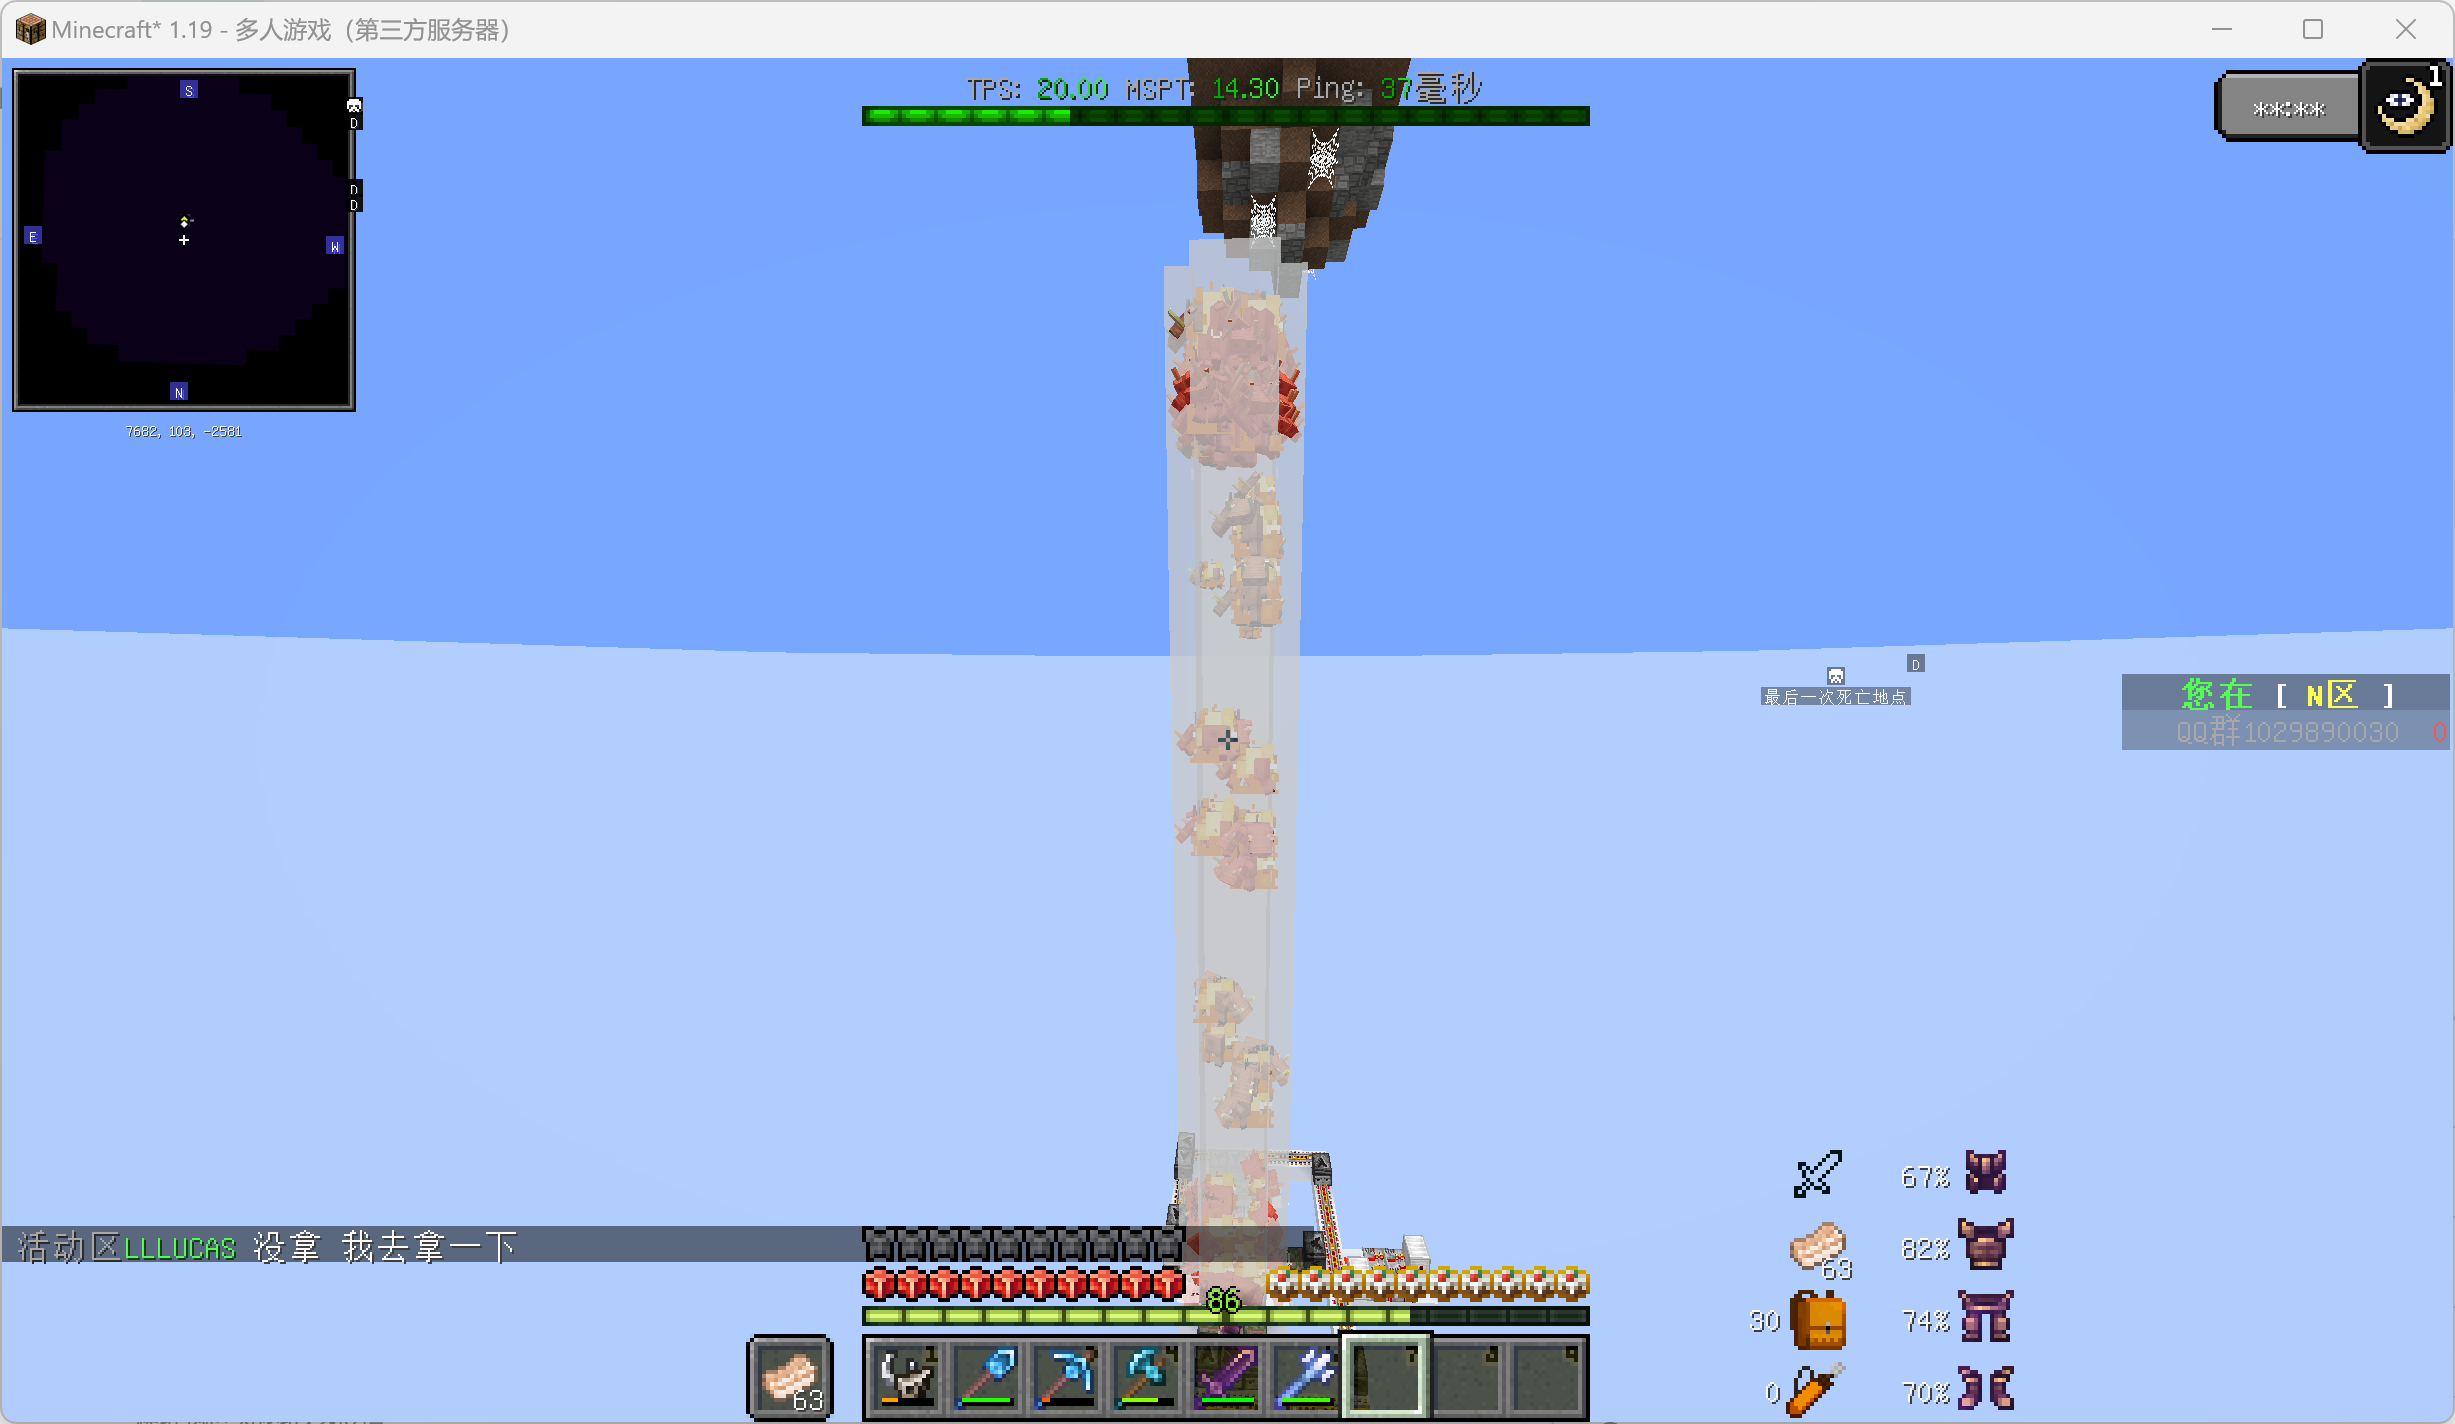 Minecraft* 1.19 - 多人游戏（第三方服务器）
TPS: 20.00 MSPT: 14.30 Ping: 37毫秒
S
D
D
D
E
W
N
7682, 103, -2581
**:**
1
D
最后一次死亡地点
您在 [ N区 ]
QQ群1029890030 0
67%
63
82%
30
74%
0
70%
活动区LLLUCAS 没拿 我去拿一下
86
63